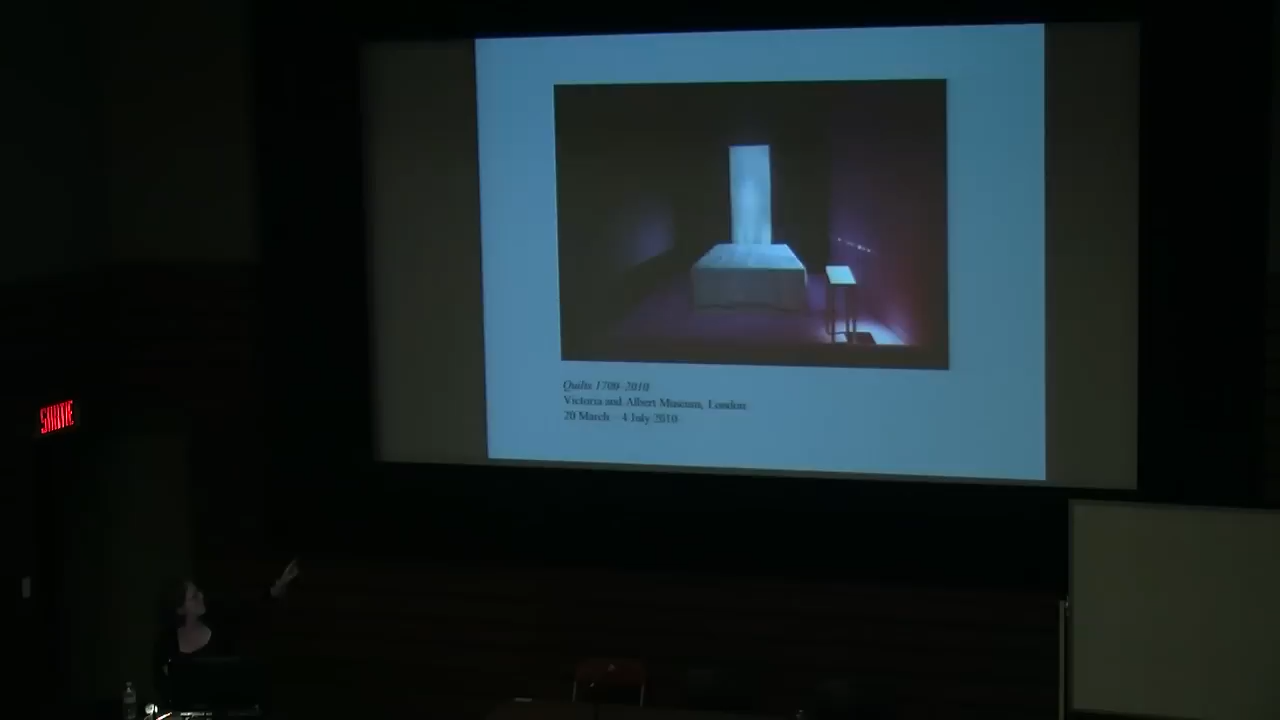 Quilts 1700–2010
Victoria and Albert Museum, London
20 March – 4 July 2010
SORTIE